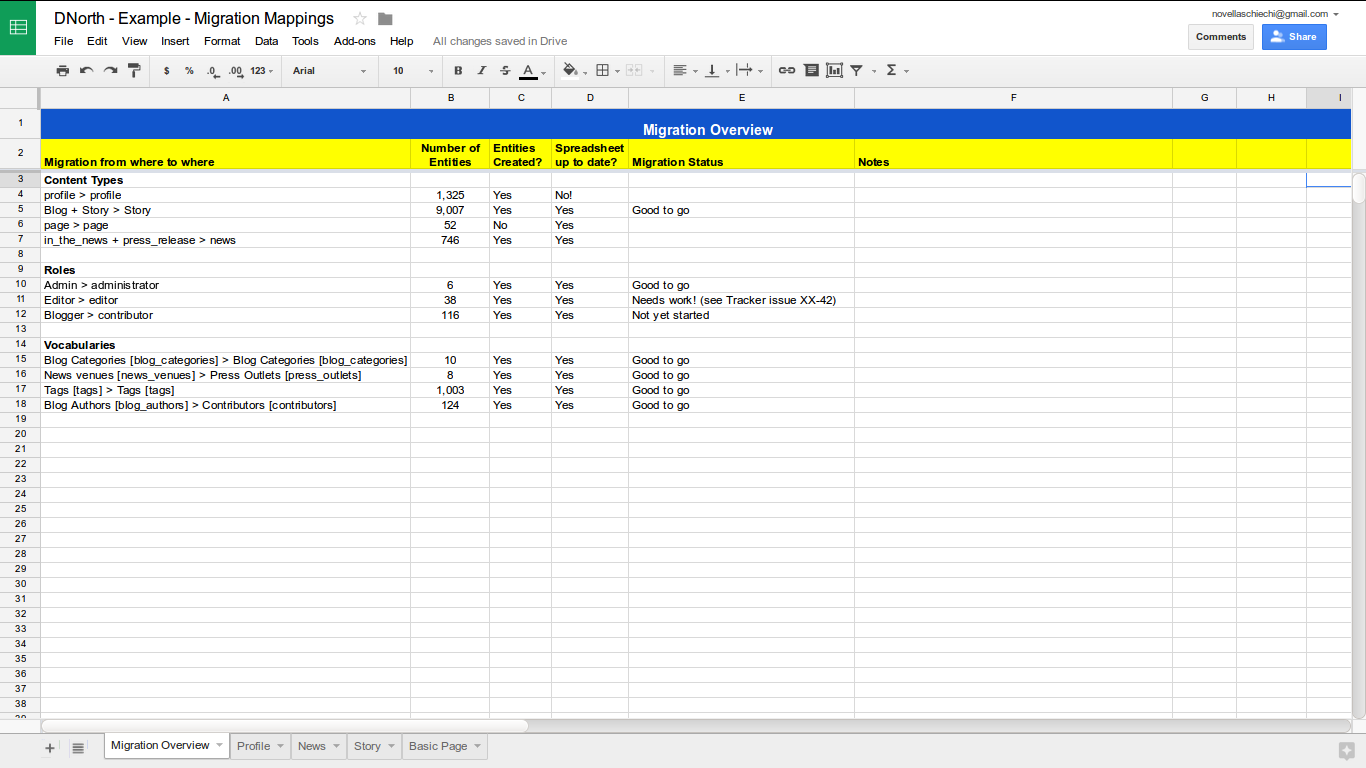 DNorth - Example - Migration Mappings
novellaschiechi@gmail.com
File Edit View Insert Format Data Tools Add-ons Help All changes saved in Drive
Comments Share
$ % .0 .00 123 Arial 10 B I S A Σ
A B C D E F G H I
1 Migration Overview
2 Migration from where to where Number of Entities Entities Created? Spreadsheet up to date? Migration Status Notes
3 Content Types
4 profile > profile 1,325 Yes No!
5 Blog + Story > Story 9,007 Yes Yes Good to go
6 page > page 52 No Yes
7 in_the_news + press_release > news 746 Yes Yes
8
9 Roles
10 Admin > administrator 6 Yes Yes Good to go
11 Editor > editor 38 Yes Yes Needs work! (see Tracker issue XX-42)
12 Blogger > contributor 116 Yes Yes Not yet started
13
14 Vocabularies
15 Blog Categories [blog_categories] > Blog Categories [blog_categories] 10 Yes Yes Good to go
16 News venues [news_venues] > Press Outlets [press_outlets] 8 Yes Yes Good to go
17 Tags [tags] > Tags [tags] 1,003 Yes Yes Good to go
18 Blog Authors [blog_authors] > Contributors [contributors] 124 Yes Yes Good to go
19
20
21
22
23
24
25
26
27
28
29
30
31
32
33
34
35
36
37
38
Migration Overview Profile News Story Basic Page